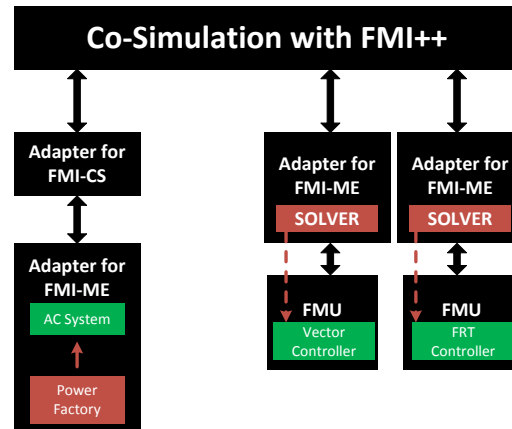 Co-Simulation with FMI++
Adapter for
FMI-CS
Adapter for
FMI-ME
SOLVER
Adapter for
FMI-ME
SOLVER
Adapter for
FMI-ME
AC System
Power
Factory
FMU
Vector
Controller
FMU
FRT
Controller